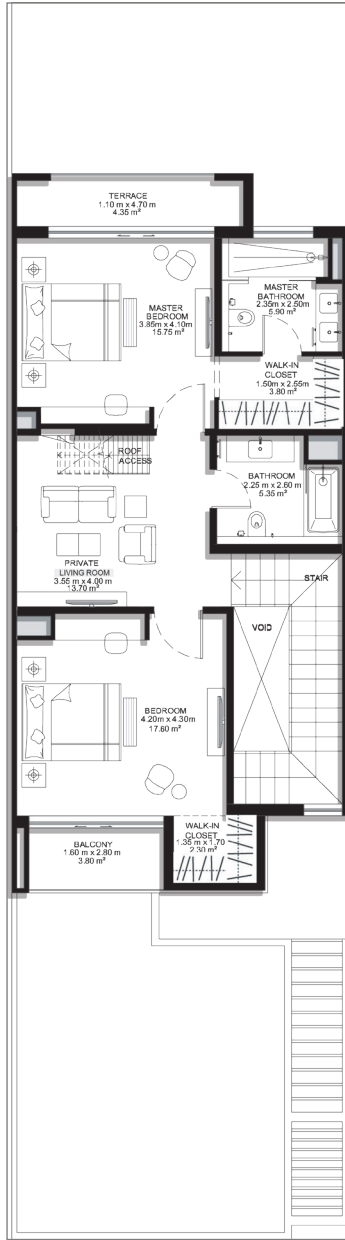 TERRACE
1.10 m x 4.70 m
4.35 m²
MASTER
BEDROOM
3.85m x 4.10m
15.75 m²
MASTER
BATHROOM
2.35m x 2.50m
5.90 m²
WALK-IN
CLOSET
1.50m x 2.55m
3.80 m²
ROOF
ACCESS
BATHROOM
2.25 m x 2.60 m
5.35 m²
PRIVATE
LIVING ROOM
3.55 m x 4.00 m
13.70 m²
STAIR
VOID
BEDROOM
4.20m x 4.30m
17.60 m²
WALK-IN
CLOSET
1.35 m x 1.70
2.30 m²
BALCONY
1.60 m x 2.80 m
3.80 m²